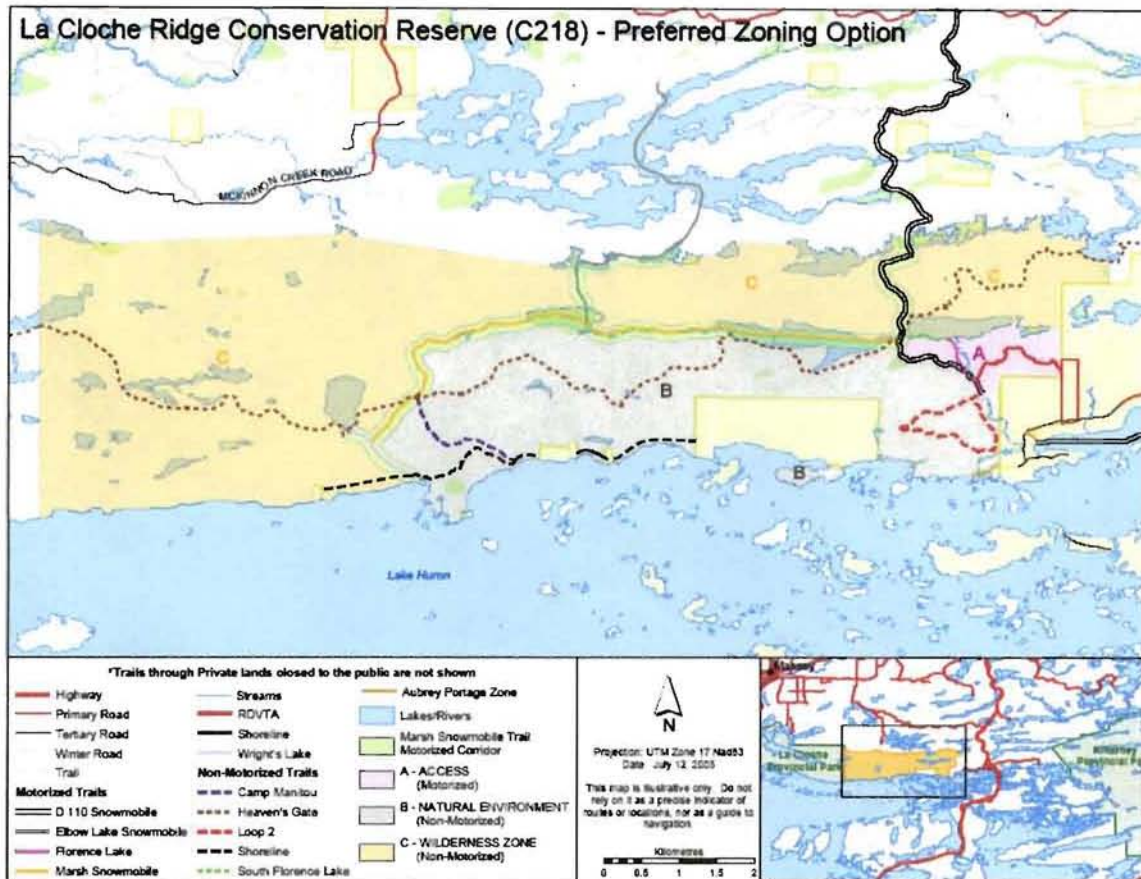 La Cloche Ridge Conservation Reserve (C218) - Preferred Zoning Option
MCKINNON CREEK ROAD
C
C
C
A
B
B
Lake Huron
*Trails through Private lands closed to the public are not shown
Highway
Primary Road
Tertiary Road
Winter Road
Trail
Motorized Trails
D 110 Snowmobile
Elbow Lake Snowmobile
Florence Lake
Marsh Snowmobile
Streams
RDVTA
Shoreline
Wright's Lake
Non-Motorized Trails
Camp Manitou
Heaven's Gate
Loop 2
Shoreline
South Florence Lake
Aubrey Portage Zone
Lakes/Rivers
Marsh Snowmobile Trail
Motorized Corridor
A - ACCESS
(Motorized)
B - NATURAL ENVIRONMENT
(Non-Motorized)
C - WILDERNESS ZONE
(Non-Motorized)
N
Projection: UTM Zone 17 Nad83
Date: July 13, 2005
This map is illustrative only. Do not
rely on it as a precise indicator of
routes or locations, nor as a guide to
navigation.
Kilometres
0 0.5 1 1.5 2
La Cloche
Provincial Park
Killarney
Provincial Park